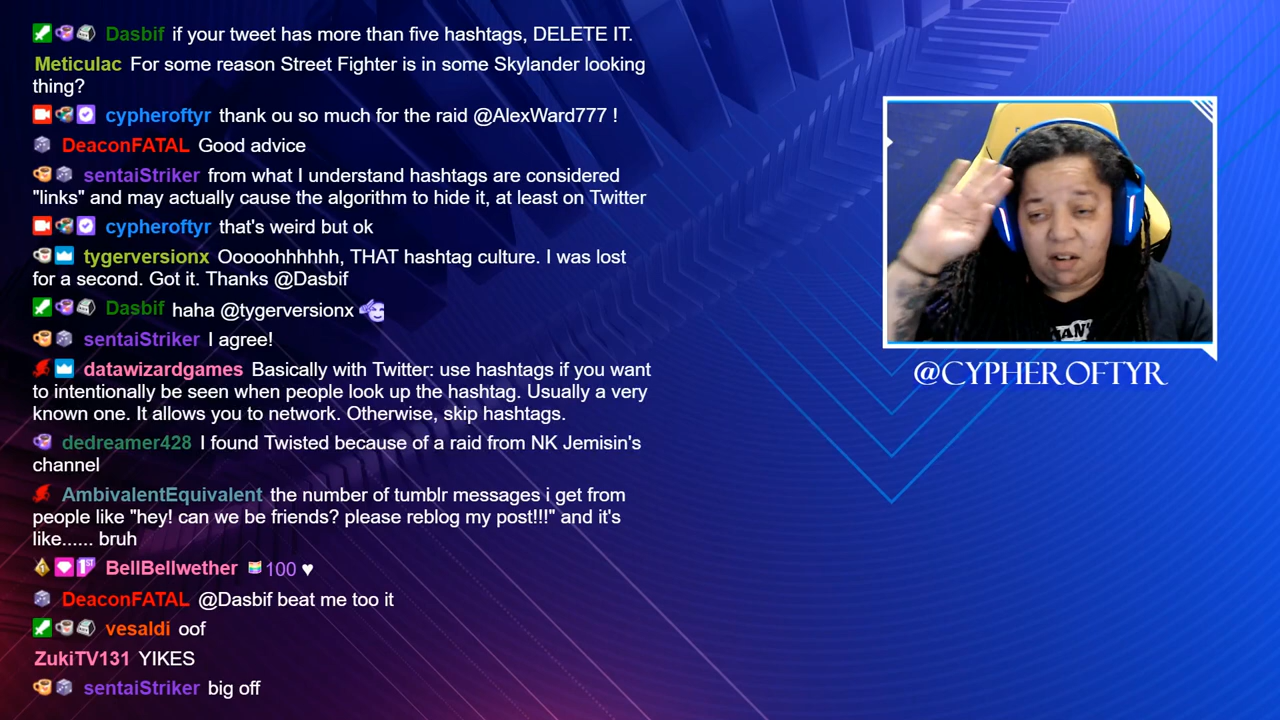 Dasbif if your tweet has more than five hashtags, DELETE IT.
Meticulac For some reason Street Fighter is in some Skylander looking
thing?
cypheroftyr thank ou so much for the raid @AlexWard777 !
DeaconFATAL Good advice
sentaiStriker from what I understand hashtags are considered
"links" and may actually cause the algorithm to hide it, at least on Twitter
cypheroftyr that's weird but ok
tygerversionx Ooooohhhhhh, THAT hashtag culture. I was lost
for a second. Got it. Thanks @Dasbif
Dasbif haha @tygerversionx
sentaiStriker I agree!
datawizardgames Basically with Twitter: use hashtags if you want
to intentionally be seen when people look up the hashtag. Usually a very
known one. It allows you to network. Otherwise, skip hashtags.
dedreamer428 I found Twisted because of a raid from NK Jemisin's
channel
AmbivalentEquivalent the number of tumblr messages i get from
people like "hey! can we be friends? please reblog my post!!!" and it's
like...... bruh
1ST BellBellwether 100 ♥
DeaconFATAL @Dasbif beat me too it
vesaldi oof
ZukiTV131 YIKES
sentaiStriker big off
@CYPHEROFTYR